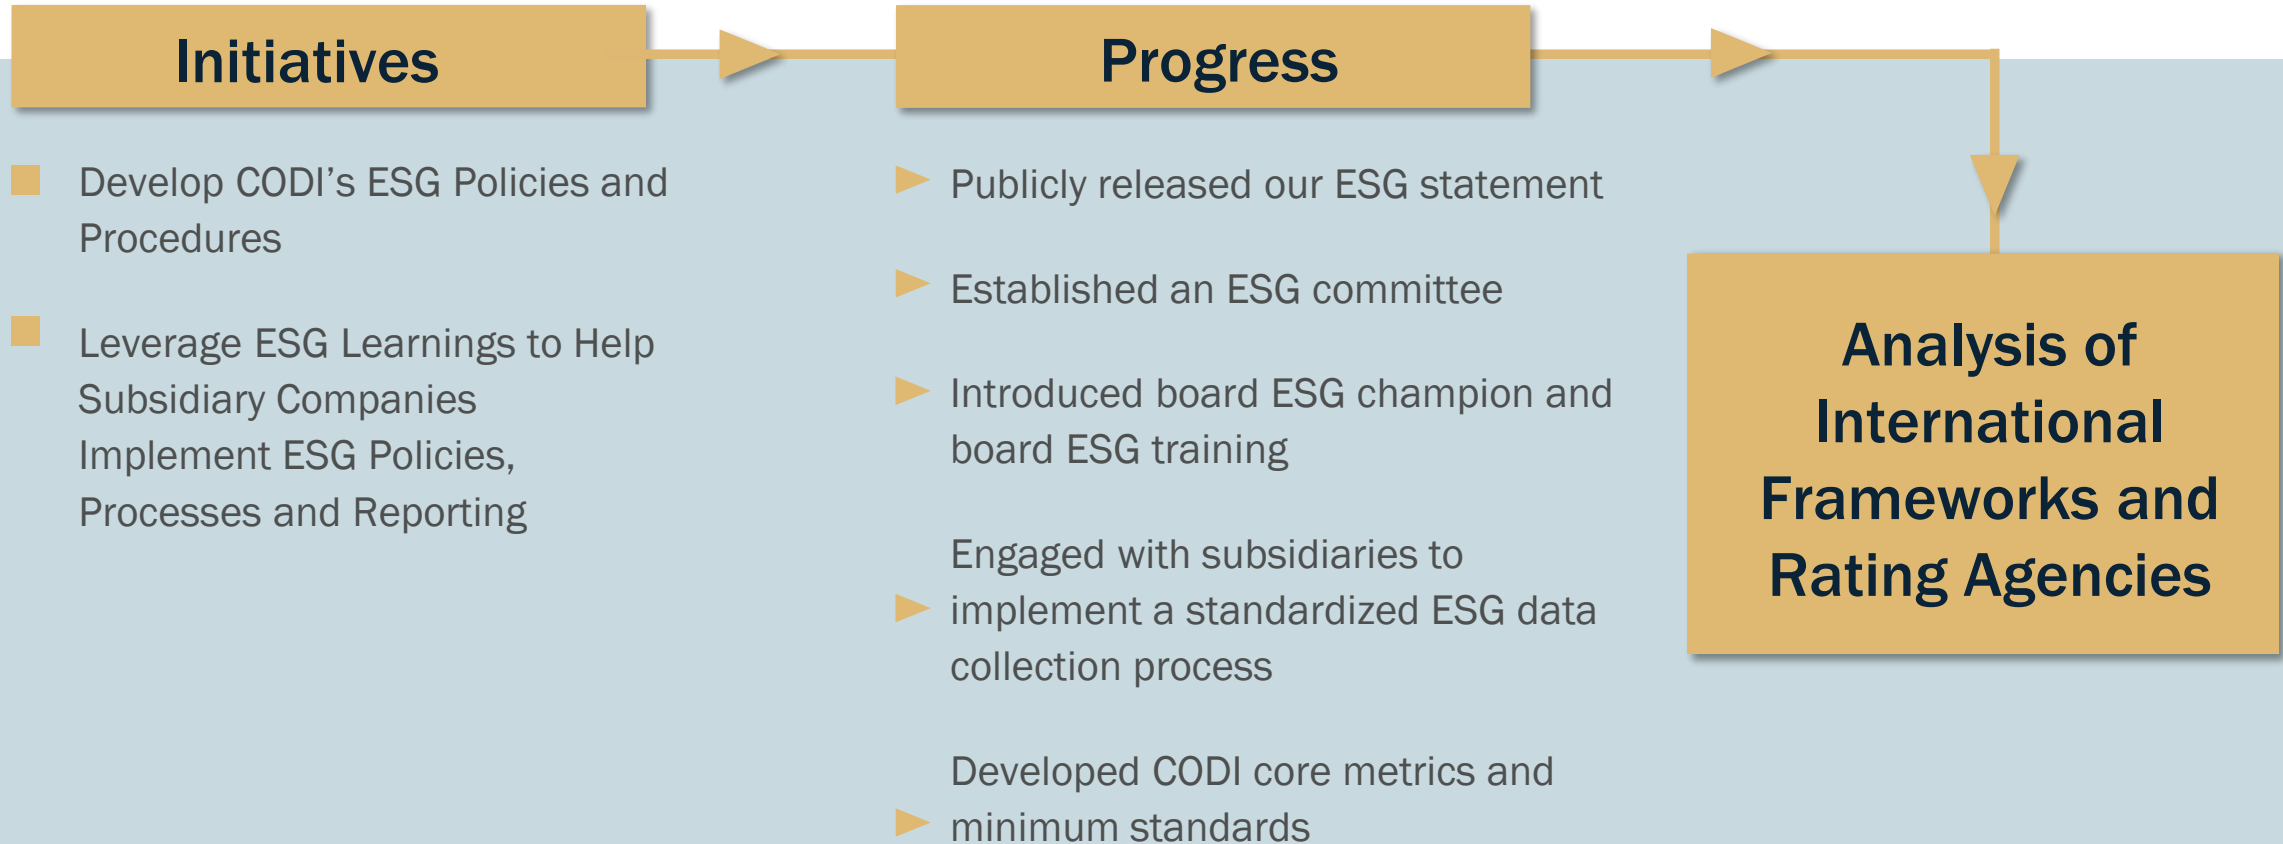 Initiatives
Develop CODI’s ESG Policies and
Procedures
Leverage ESG Learnings to Help
Subsidiary Companies
Implement ESG Policies,
Processes and Reporting
Progress
Publicly released our ESG statement
Established an ESG committee
Introduced board ESG champion and
board ESG training
Engaged with subsidiaries to
implement a standardized ESG data
collection process
Developed CODI core metrics and
minimum standards
Analysis of
International
Frameworks and
Rating Agencies